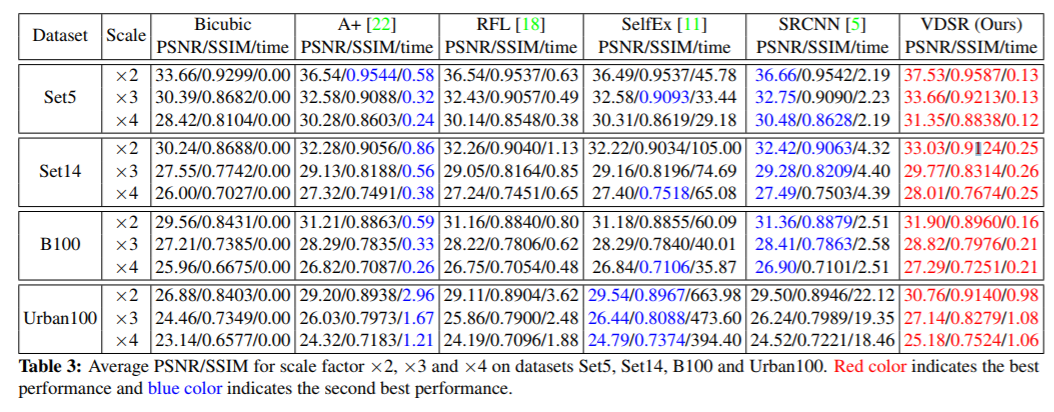 Dataset Scale Bicubic A+ [22] RFL [18] SelfEx [11] SRCNN [5] VDSR (Ours)
PSNR/SSIM/time PSNR/SSIM/time PSNR/SSIM/time PSNR/SSIM/time PSNR/SSIM/time PSNR/SSIM/time
×2 33.66/0.9299/0.00 36.54/0.9544/0.58 36.54/0.9537/0.63 36.49/0.9537/45.78 36.66/0.9542/2.19 37.53/0.9587/0.13
Set5 ×3 30.39/0.8682/0.00 32.58/0.9088/0.32 32.43/0.9057/0.49 32.58/0.9093/33.44 32.75/0.9090/2.23 33.66/0.9213/0.13
×4 28.42/0.8104/0.00 30.28/0.8603/0.24 30.14/0.8548/0.38 30.31/0.8619/29.18 30.48/0.8628/2.19 31.35/0.8838/0.12
×2 30.24/0.8688/0.00 32.28/0.9056/0.86 32.26/0.9040/1.13 32.22/0.9034/105.00 32.42/0.9063/4.32 33.03/0.9124/0.25
Set14 ×3 27.55/0.7742/0.00 29.13/0.8188/0.56 29.05/0.8164/0.85 29.16/0.8196/74.69 29.28/0.8209/4.40 29.77/0.8314/0.26
×4 26.00/0.7027/0.00 27.32/0.7491/0.38 27.24/0.7451/0.65 27.40/0.7518/65.08 27.49/0.7503/4.39 28.01/0.7674/0.25
×2 29.56/0.8431/0.00 31.21/0.8863/0.59 31.16/0.8840/0.80 31.18/0.8855/60.09 31.36/0.8879/2.51 31.90/0.8960/0.16
B100 ×3 27.21/0.7385/0.00 28.29/0.7835/0.33 28.22/0.7806/0.62 28.29/0.7840/40.01 28.41/0.7863/2.58 28.82/0.7976/0.21
×4 25.96/0.6675/0.00 26.82/0.7087/0.26 26.75/0.7054/0.48 26.84/0.7106/35.87 26.90/0.7101/2.51 27.29/0.7251/0.21
×2 26.88/0.8403/0.00 29.20/0.8938/2.96 29.11/0.8904/3.62 29.54/0.8967/663.98 29.50/0.8946/22.12 30.76/0.9140/0.98
Urban100 ×3 24.46/0.7349/0.00 26.03/0.7973/1.67 25.86/0.7900/2.48 26.44/0.8088/473.60 26.24/0.7989/19.35 27.14/0.8279/1.08
×4 23.14/0.6577/0.00 24.32/0.7183/1.21 24.19/0.7096/1.88 24.79/0.7374/394.40 24.52/0.7221/18.46 25.18/0.7524/1.06
Table 3: Average PSNR/SSIM for scale factor ×2, ×3 and ×4 on datasets Set5, Set14, B100 and Urban100. Red color indicates the best
performance and blue color indicates the second best performance.